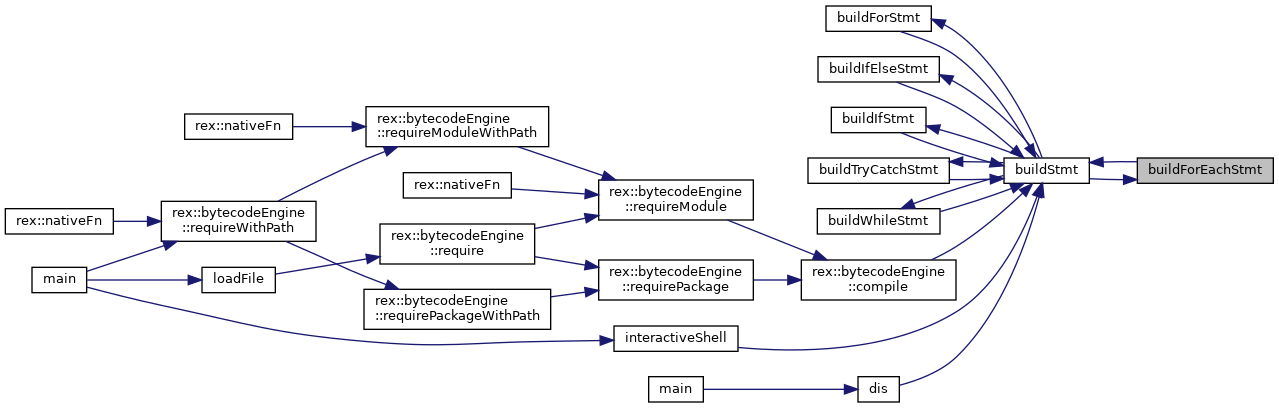 buildForStmt
buildIfElseStmt
buildIfStmt
rex::bytecodeEngine
::requireModuleWithPath
rex::nativeFn
buildTryCatchStmt
buildStmt
buildForEachStmt
rex::nativeFn
rex::bytecodeEngine
::requireModule
rex::nativeFn
rex::bytecodeEngine
::requireWithPath
buildWhileStmt
rex::bytecodeEngine
::require
main
loadFile
rex::bytecodeEngine
::requirePackage
rex::bytecodeEngine
::compile
rex::bytecodeEngine
::requirePackageWithPath
interactiveShell
main
dis